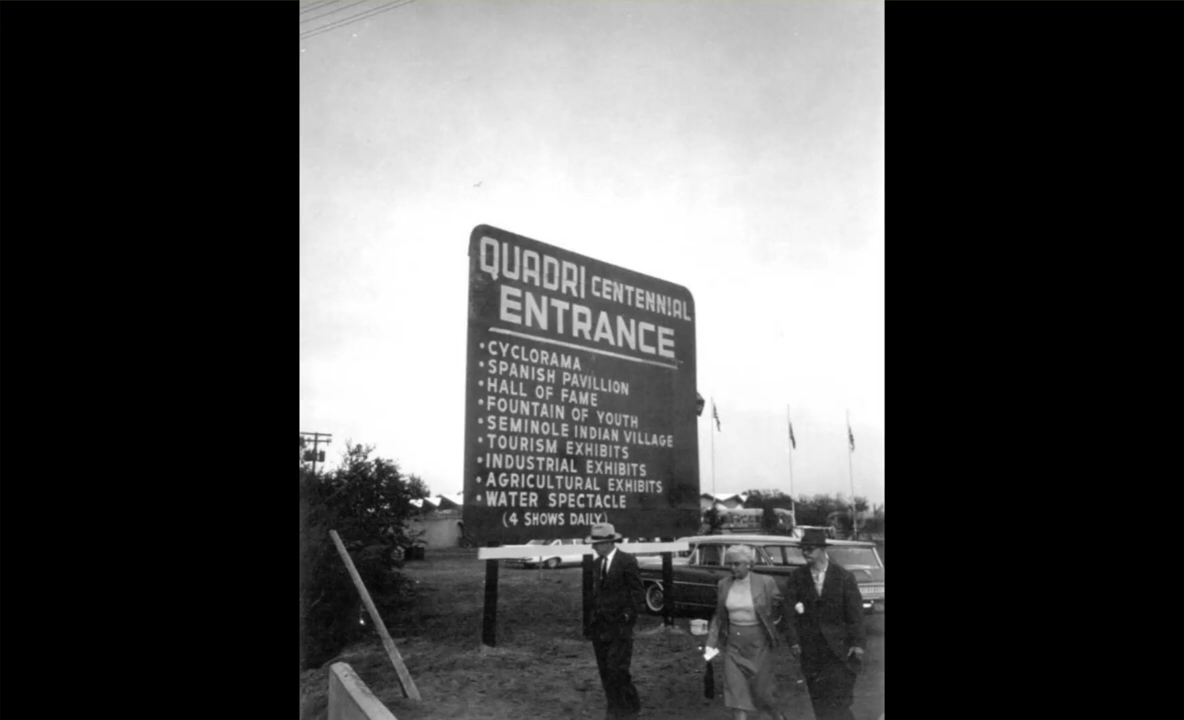 QUADRI CENTENNIAL
ENTRANCE
• CYCLORAMA
• SPANISH PAVILLION
• HALL OF FAME
• FOUNTAIN OF YOUTH
• SEMINOLE INDIAN VILLAGE
• TOURISM EXHIBITS
• INDUSTRIAL EXHIBITS
• AGRICULTURAL EXHIBITS
• WATER SPECTACLE
(4 SHOWS DAILY)